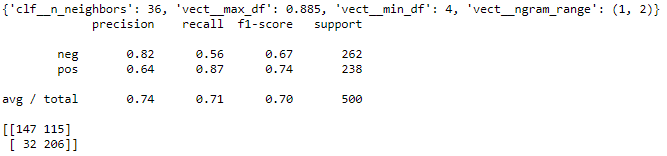 {'clf__n_neighbors': 36, 'vect__max_df': 0.885, 'vect__min_df': 4, 'vect__ngram_range': (1, 2)}
precision recall f1-score support
neg 0.82 0.56 0.67 262
pos 0.64 0.87 0.74 238
avg / total 0.74 0.71 0.70 500
[[147 115]
[ 32 206]]